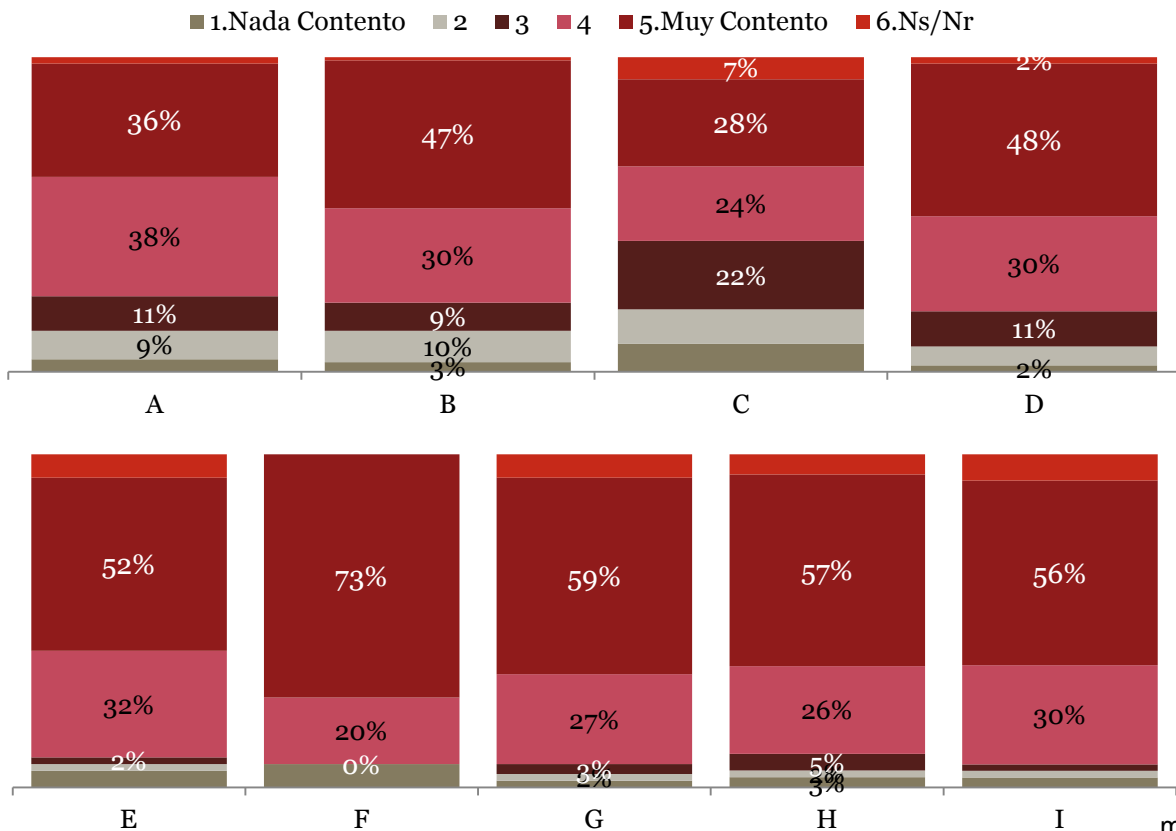 1.Nada Contento 2 3 4 5.Muy Contento 6.Ns/Nr
7% 2%
36% 47% 28% 48%
38% 30% 24% 30%
11% 9% 22% 11%
9% 10%
3% 2%
A B C D
52% 73% 59% 57% 56%
32% 20% 27% 26% 30%
2% 0% 3% 5%
2% 2%
3%
E F G H I
m